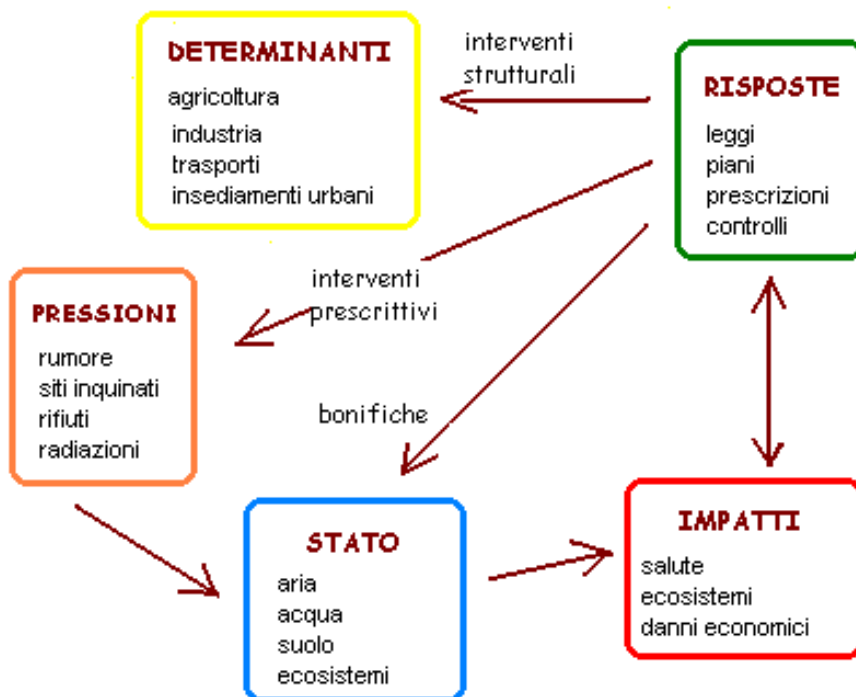 DETERMINANTI
agricoltura
industria
trasporti
insediamenti urbani
interventi
strutturali
RISPOSTE
leggi
piani
prescrizioni
controlli
PRESSIONI
rumore
siti inquinati
rifiuti
radiazioni
interventi
prescrittivi
bonifiche
STATO
aria
acqua
suolo
ecosistemi
IMPATTI
salute
ecosistemi
danni economici